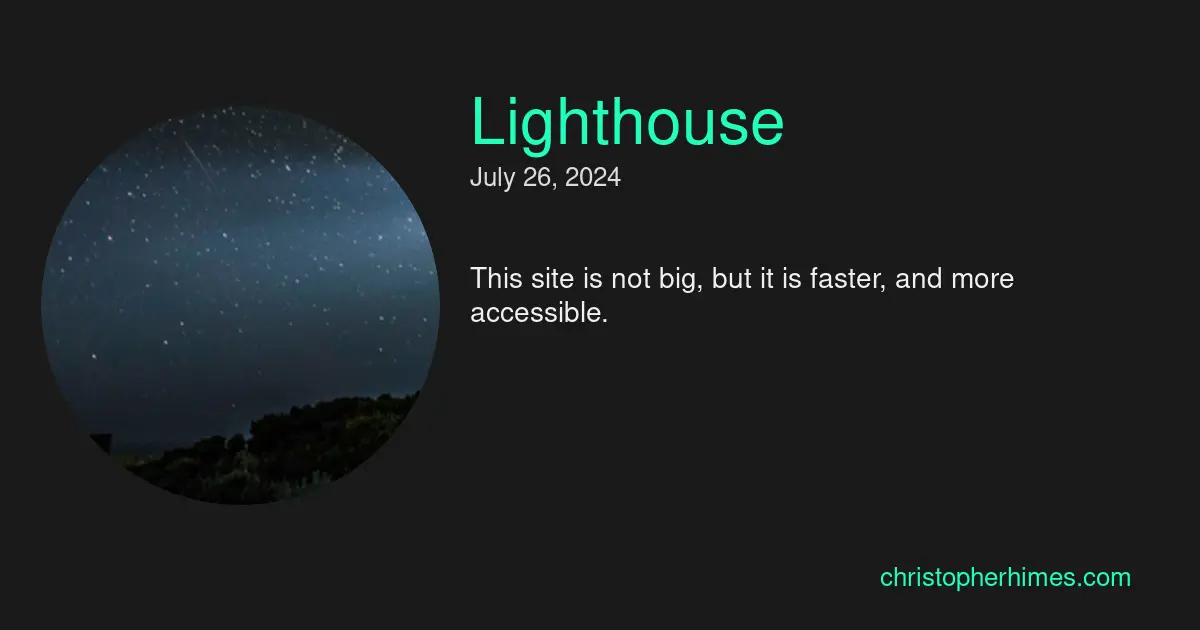 Lighthouse
July 26, 2024
This site is not big, but it is faster, and more
accessible.
christopherhimes.com